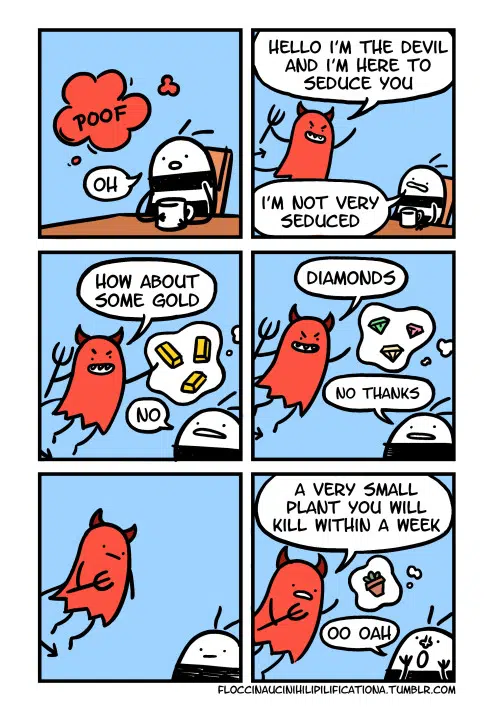 POOF
OH
HELLO I'M THE DEVIL
AND I'M HERE TO
SEDUCE YOU
I'M NOT VERY
SEDUCED
HOW ABOUT
SOME GOLD
NO
DIAMONDS
NO THANKS
A VERY SMALL
PLANT YOU WILL
KILL WITHIN A WEEK
OO OAH
FLOCCINAUCINIHILIPILIFICATIONA.TUMBLR.COM